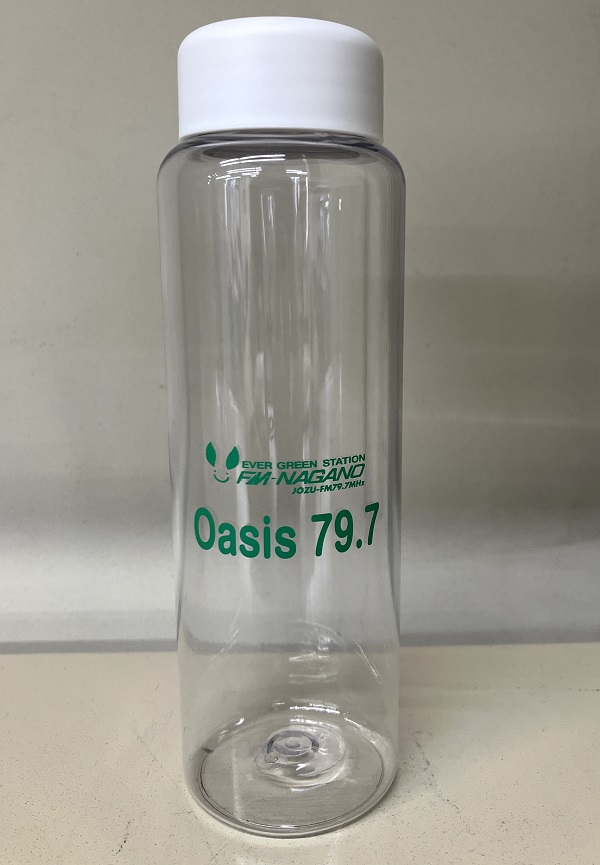 EVER GREEN STATION
FM-NAGANO
JOZU-FM79.7MHz
Oasis 79.7